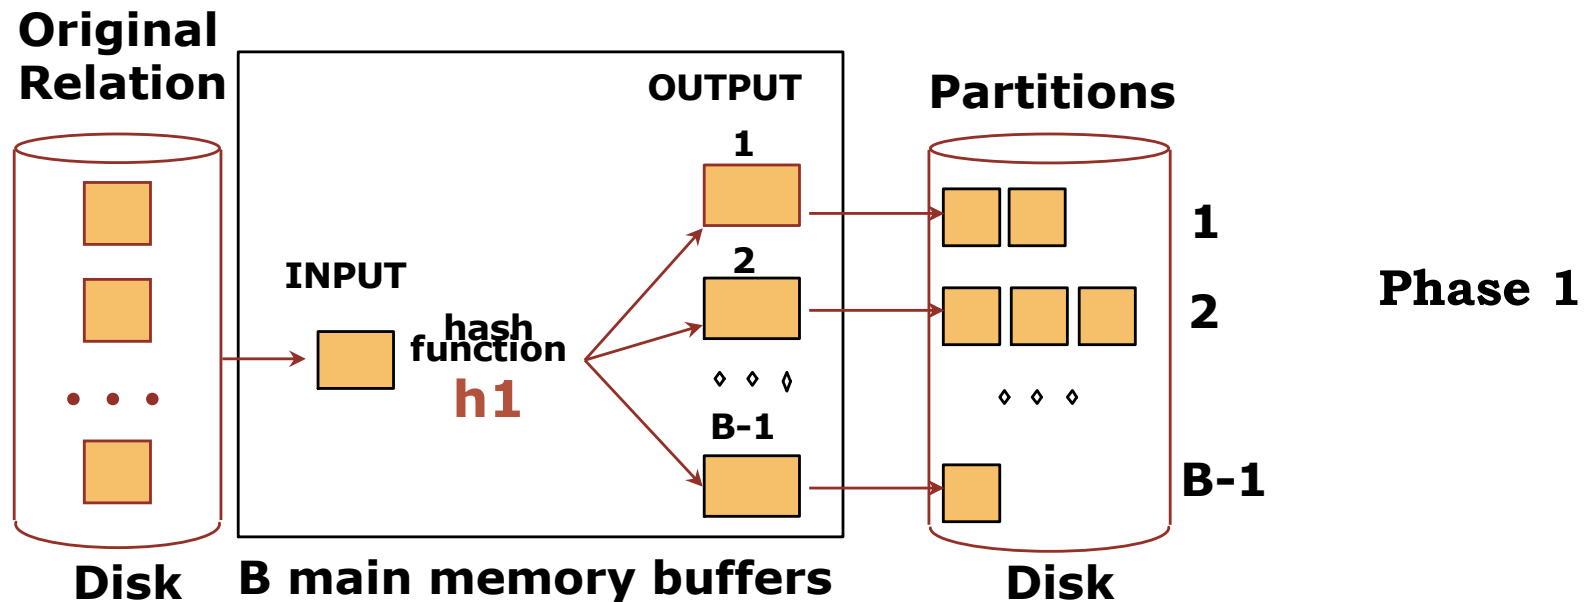 Original
Relation
OUTPUT
Partitions
1
1
INPUT
2
Phase 1
hash
function
2
h1
B-1
B-1
Disk
B main memory buffers
Disk